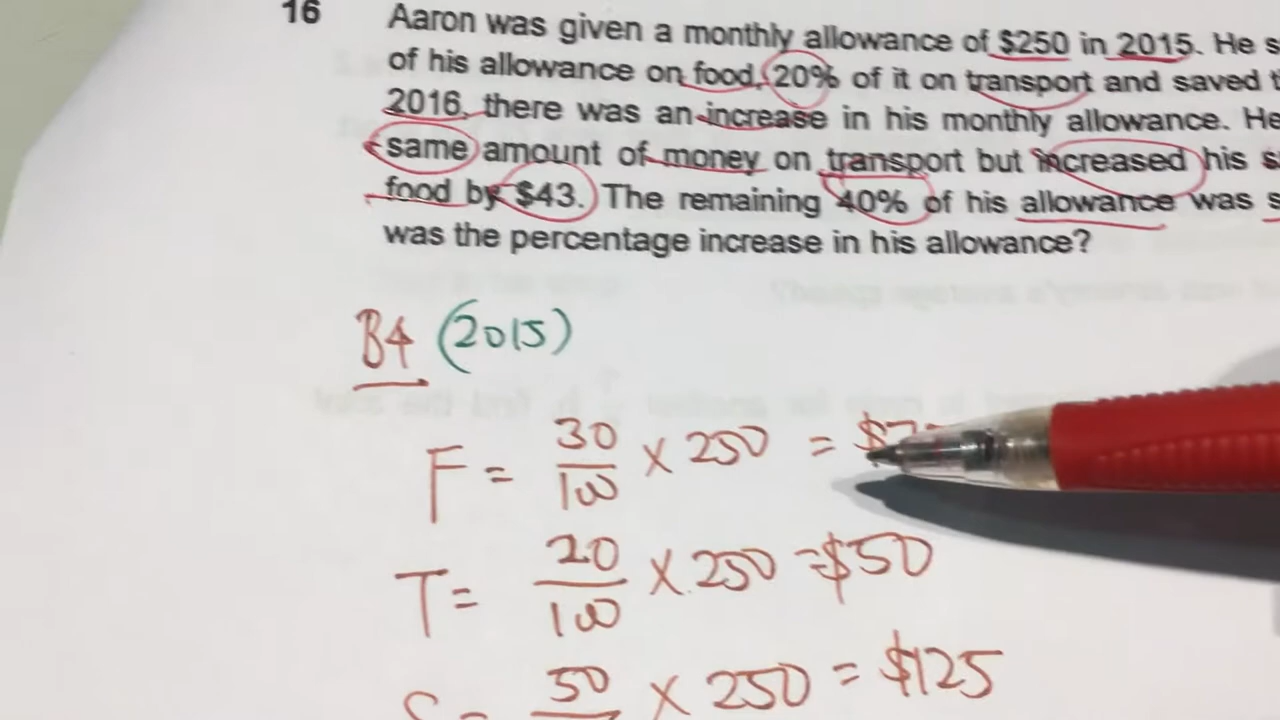 16 Aaron was given a monthly allowance of $250 in 2015. He
of his allowance on food, 20% of it on transport and saved
2016, there was an increase in his monthly allowance. He
same amount of money on transport but increased his
food by $43. The remaining 40% of his allowance was
was the percentage increase in his allowance?
B4 (2015)
F = 30/100 × 250 =
T = 20/100 × 250 = $50
50 × 250 = $125